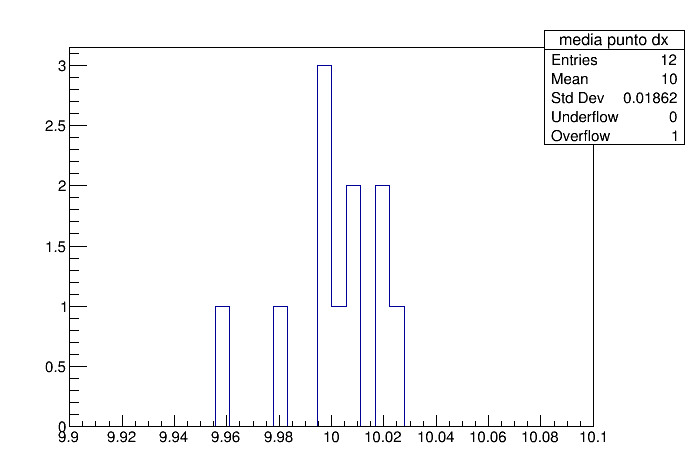 media punto dx
Entries 12
Mean 10
Std Dev 0.01862
Underflow 0
Overflow 1
3
2.5
2
1.5
1
0.5
0
9.9 9.92 9.94 9.96 9.98 10 10.02 10.04 10.06 10.08 10.1